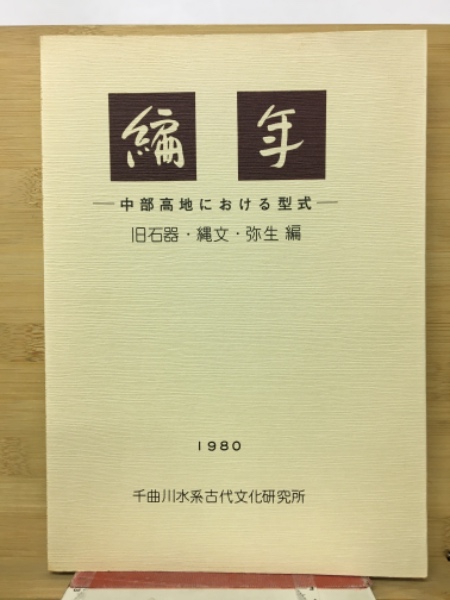 編年
―中部高地における型式―
旧石器・縄文・弥生 編
1980
千曲川水系古代文化研究所